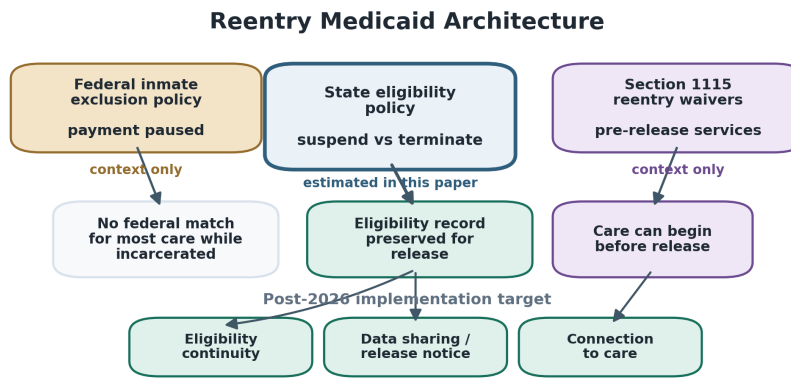 Reentry Medicaid Architecture
Federal inmate
exclusion policy
payment paused
State eligibility
policy
suspend vs terminate
Section 1115
reentry waivers
pre-release services
context only
estimated in this paper
context only
No federal match
for most care while
incarcerated
Eligibility record
preserved for
release
Care can begin
before release
Post-2026 implementation target
Eligibility
continuity
Data sharing /
release notice
Connection
to care